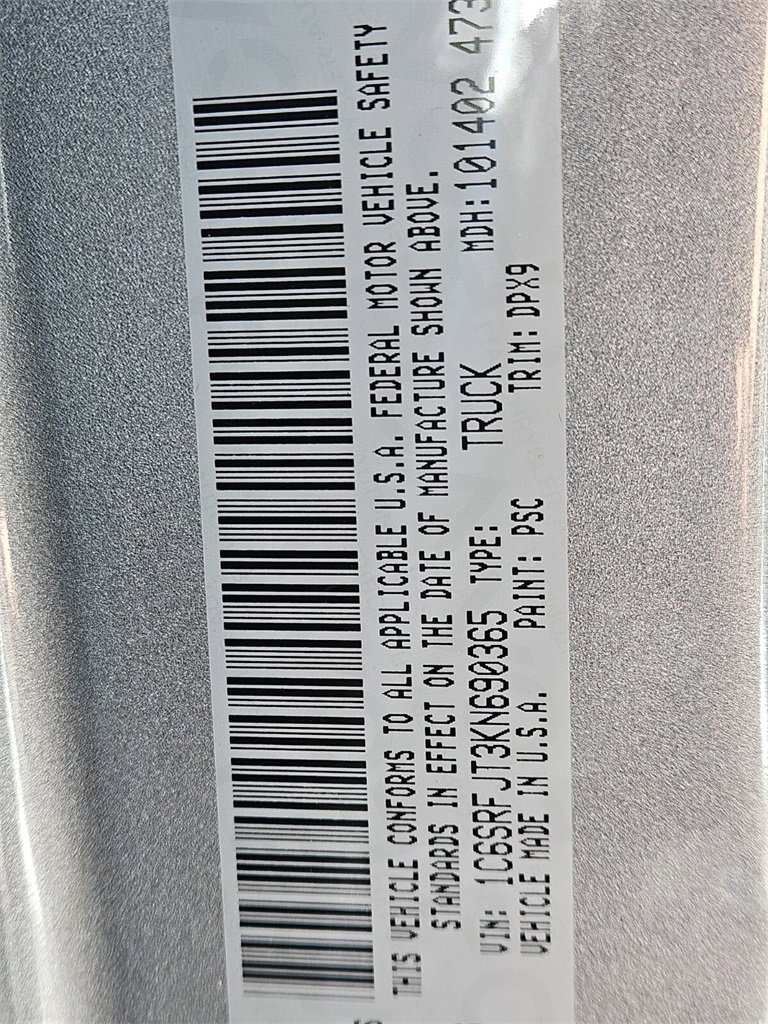 THIS VEHICLE CONFORMS TO ALL APPLICABLE U.S.A. FEDERAL MOTOR VEHICLE SAFETY
STANDARDS IN EFFECT ON THE DATE OF MANUFACTURE SHOWN ABOVE.
VIN: 1C6SRFJT3KN690365 TYPE: TRUCK MDH:101402 473
VEHICLE MADE IN U.S.A. PAINT: PSC TRIM: DPX9